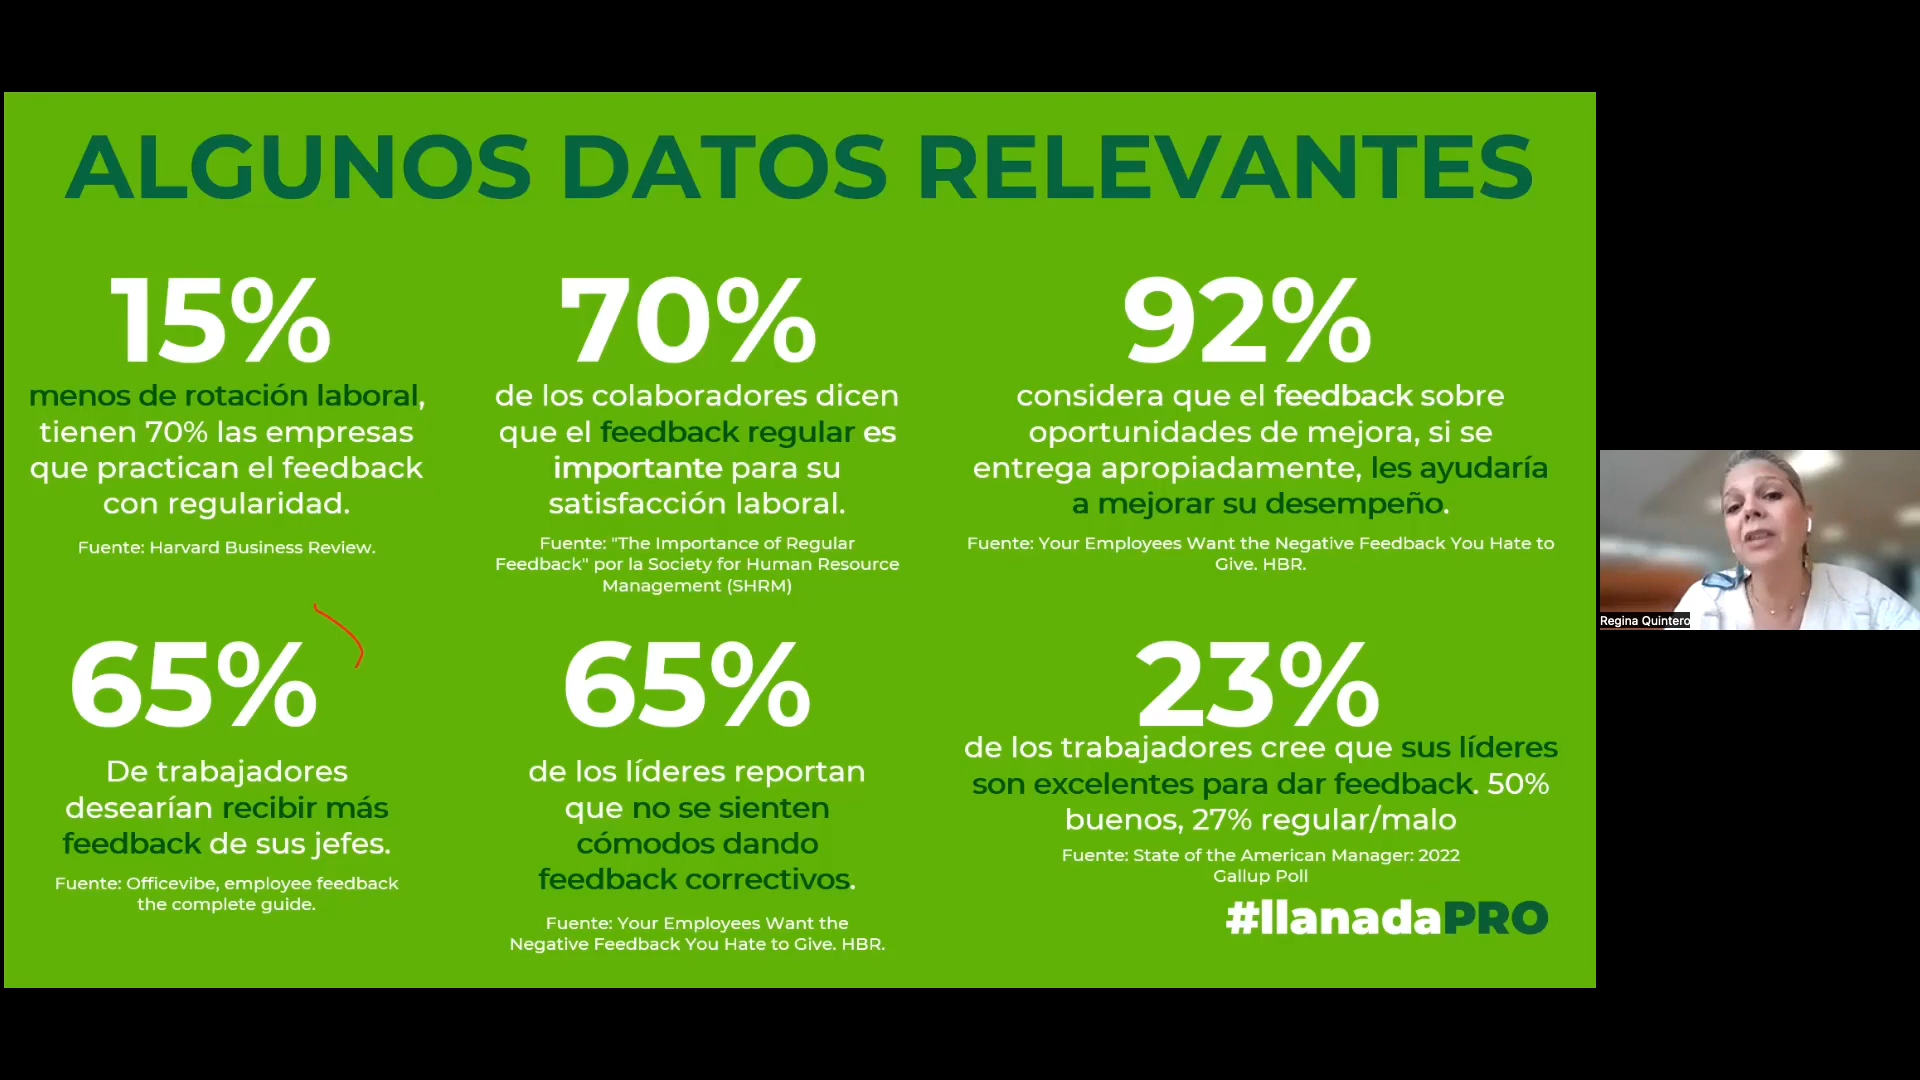 ALGUNOS DATOS RELEVANTES
15%
menos de rotación laboral,
tienen 70% las empresas
que practican el feedback
con regularidad.
Fuente: Harvard Business Review.
70%
de los colaboradores dicen
que el feedback regular es
importante para su
satisfacción laboral.
Fuente: "The Importance of Regular
Feedback" por la Society for Human Resource
Management (SHRM)
92%
considera que el feedback sobre
oportunidades de mejora, si se
entrega apropiadamente, les ayudaría
a mejorar su desempeño.
Fuente: Your Employees Want the Negative Feedback You Hate to
Give. HBR.
65%
De trabajadores
desearían recibir más
feedback de sus jefes.
Fuente: Officevibe, employee feedback
the complete guide.
65%
de los líderes reportan
que no se sienten
cómodos dando
feedback correctivos.
Fuente: Your Employees Want the
Negative Feedback You Hate to Give. HBR.
23%
de los trabajadores cree que sus líderes
son excelentes para dar feedback. 50%
buenos, 27% regular/malo
Fuente: State of the American Manager: 2022
Gallup Poll
#llanadaPRO
Regina Quintero